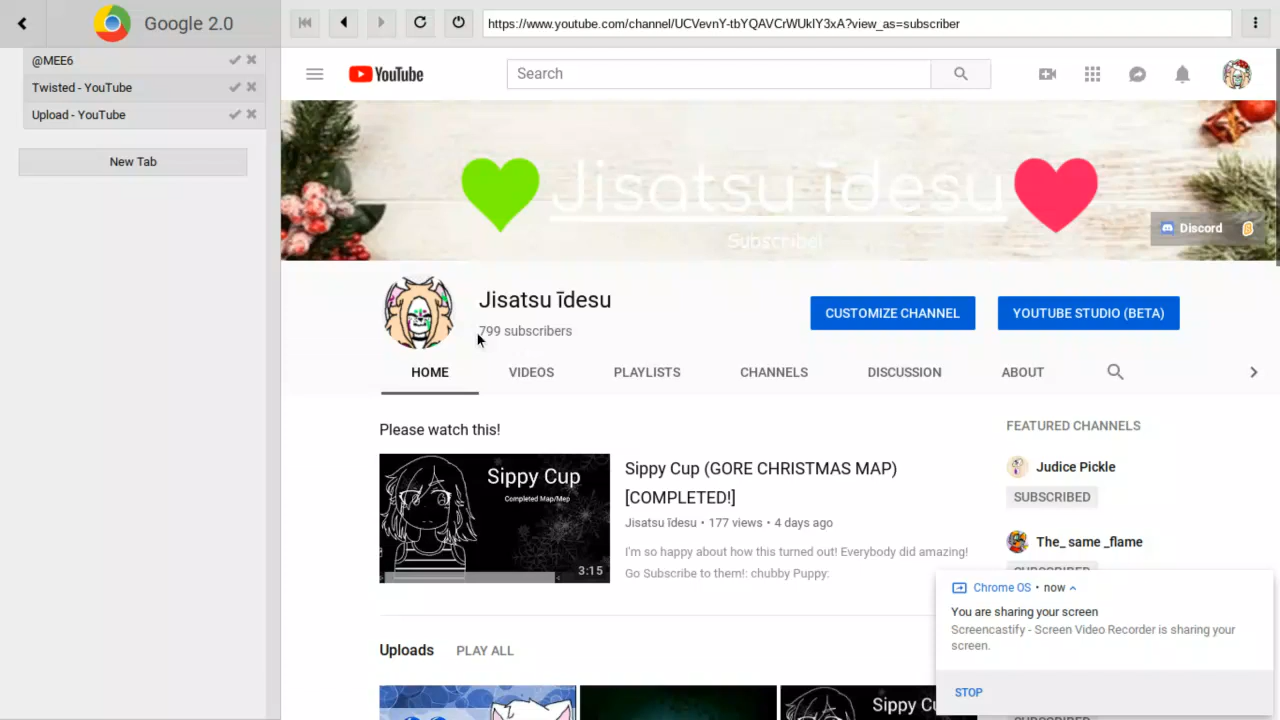 Google 2.0
https://www.youtube.com/channel/UCVevnY-tbYQAVCrWUklY3xA?view_as=subscriber
@MEE6
Twisted - YouTube
Upload - YouTube
New Tab
YouTube
Search
Jisatsu īdesu
Subscribe!
Discord
Jisatsu īdesu
799 subscribers
CUSTOMIZE CHANNEL
YOUTUBE STUDIO (BETA)
HOME
VIDEOS
PLAYLISTS
CHANNELS
DISCUSSION
ABOUT
Please watch this!
Sippy Cup
Completed Map/Mep
3:15
Sippy Cup (GORE CHRISTMAS MAP)
[COMPLETED!]
Jisatsu īdesu • 177 views • 4 days ago
I'm so happy about how this turned out! Everybody did amazing!
Go Subscribe to them!: chubby Puppy:
FEATURED CHANNELS
Judice Pickle
SUBSCRIBED
The_ same _flame
Chrome OS • now
You are sharing your screen
Screencastify - Screen Video Recorder is sharing your
screen.
STOP
Uploads
PLAY ALL
Sippy Cu